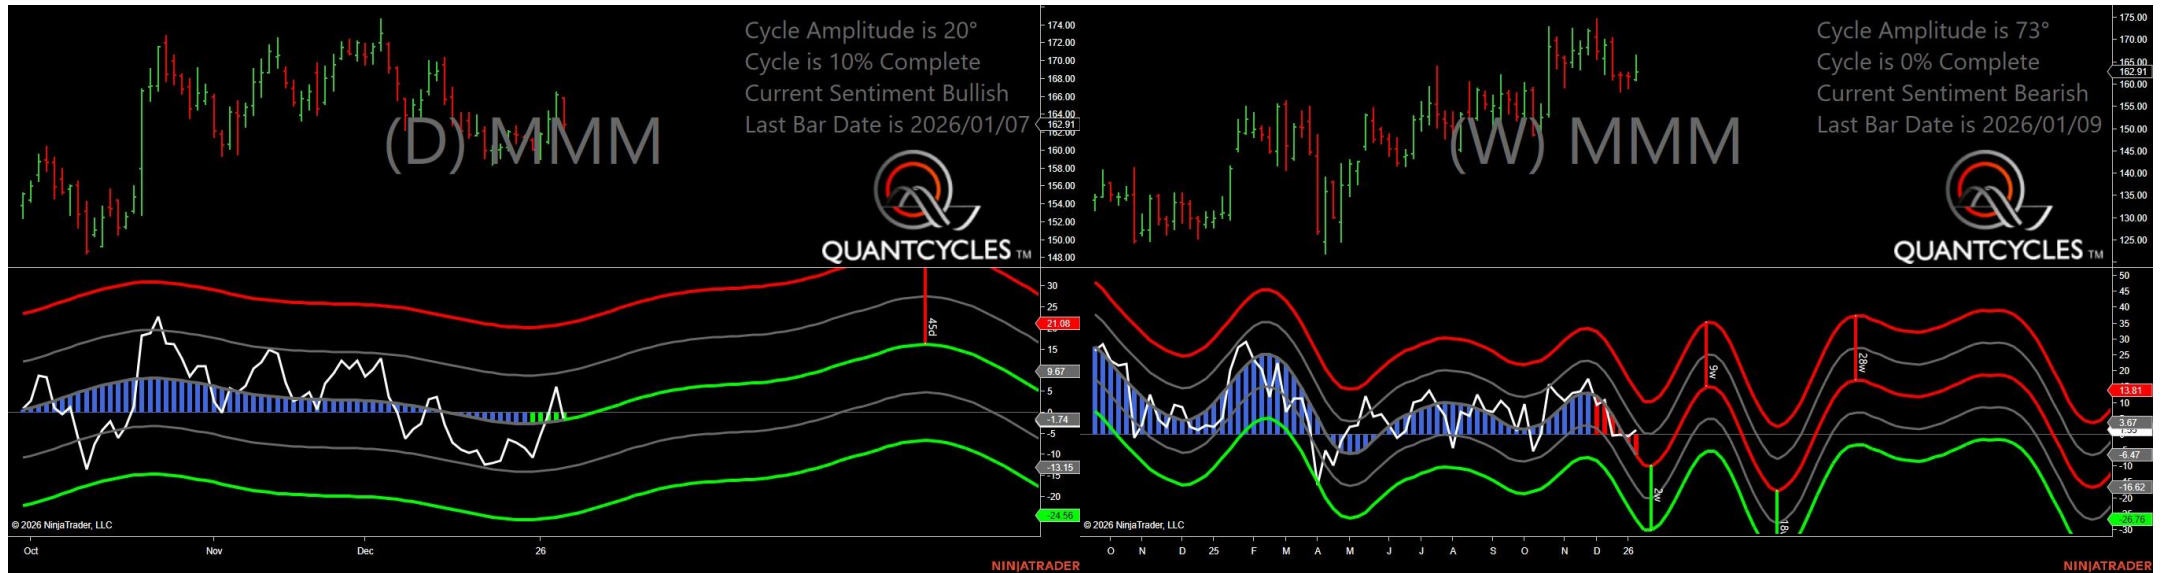 Cycle Amplitude is 20°
Cycle is 10% Complete
Current Sentiment Bullish
Last Bar Date is 2026/01/07
(D) MMM
QUANTCYCLES TM
174.00
172.00
170.00
168.00
166.00
164.00
162.91
162.00
160.00
158.00
156.00
154.00
152.00
150.00
148.00
30
25
21.08
15
9.67
5
0
-1.74
-5
-10
-13.15
-15
-20
-24.56
45d
© 2026 NinjaTrader, LLC
Oct Nov Dec 26
NINJATRADER
Cycle Amplitude is 73°
Cycle is 0% Complete
Current Sentiment Bearish
Last Bar Date is 2026/01/09
(W) MMM
QUANTCYCLES TM
175.00
170.00
165.00
162.91
160.00
155.00
150.00
145.00
140.00
135.00
130.00
125.00
50
45
40
35
30
25
20
13.81
10
3.67
-6.47
-10
-16.62
-20
-26.76
-30
2w
9w
18
28w
© 2026 NinjaTrader, LLC
O N D 25 F M A M J J A S O N D 26
NINJATRADER